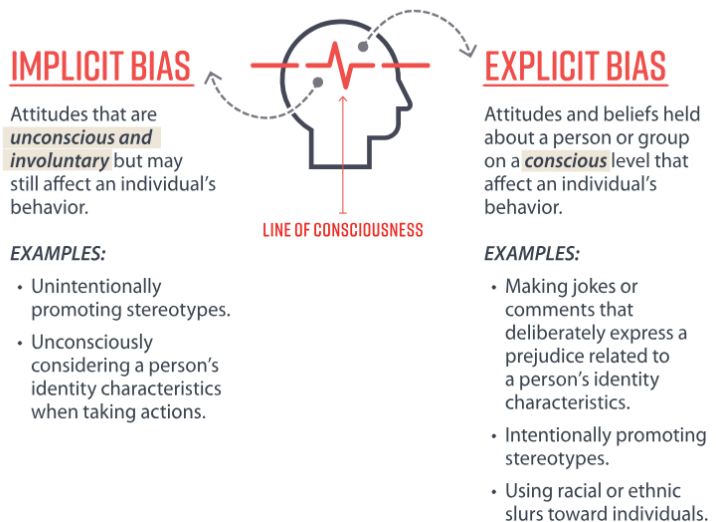 IMPLICIT BIAS
Attitudes that are
unconscious and
involuntary but may
still affect an individual's
behavior.
EXAMPLES:
• Unintentionally
promoting stereotypes.
• Unconsciously
considering a person's
identity characteristics
when taking actions.
LINE OF CONSCIOUSNESS
EXPLICIT BIAS
Attitudes and beliefs held
about a person or group
on a conscious level that
affect an individual's
behavior.
EXAMPLES:
• Making jokes or
comments that
deliberately express a
prejudice related to
a person's identity
characteristics.
• Intentionally promoting
stereotypes.
• Using racial or ethnic
slurs toward individuals.